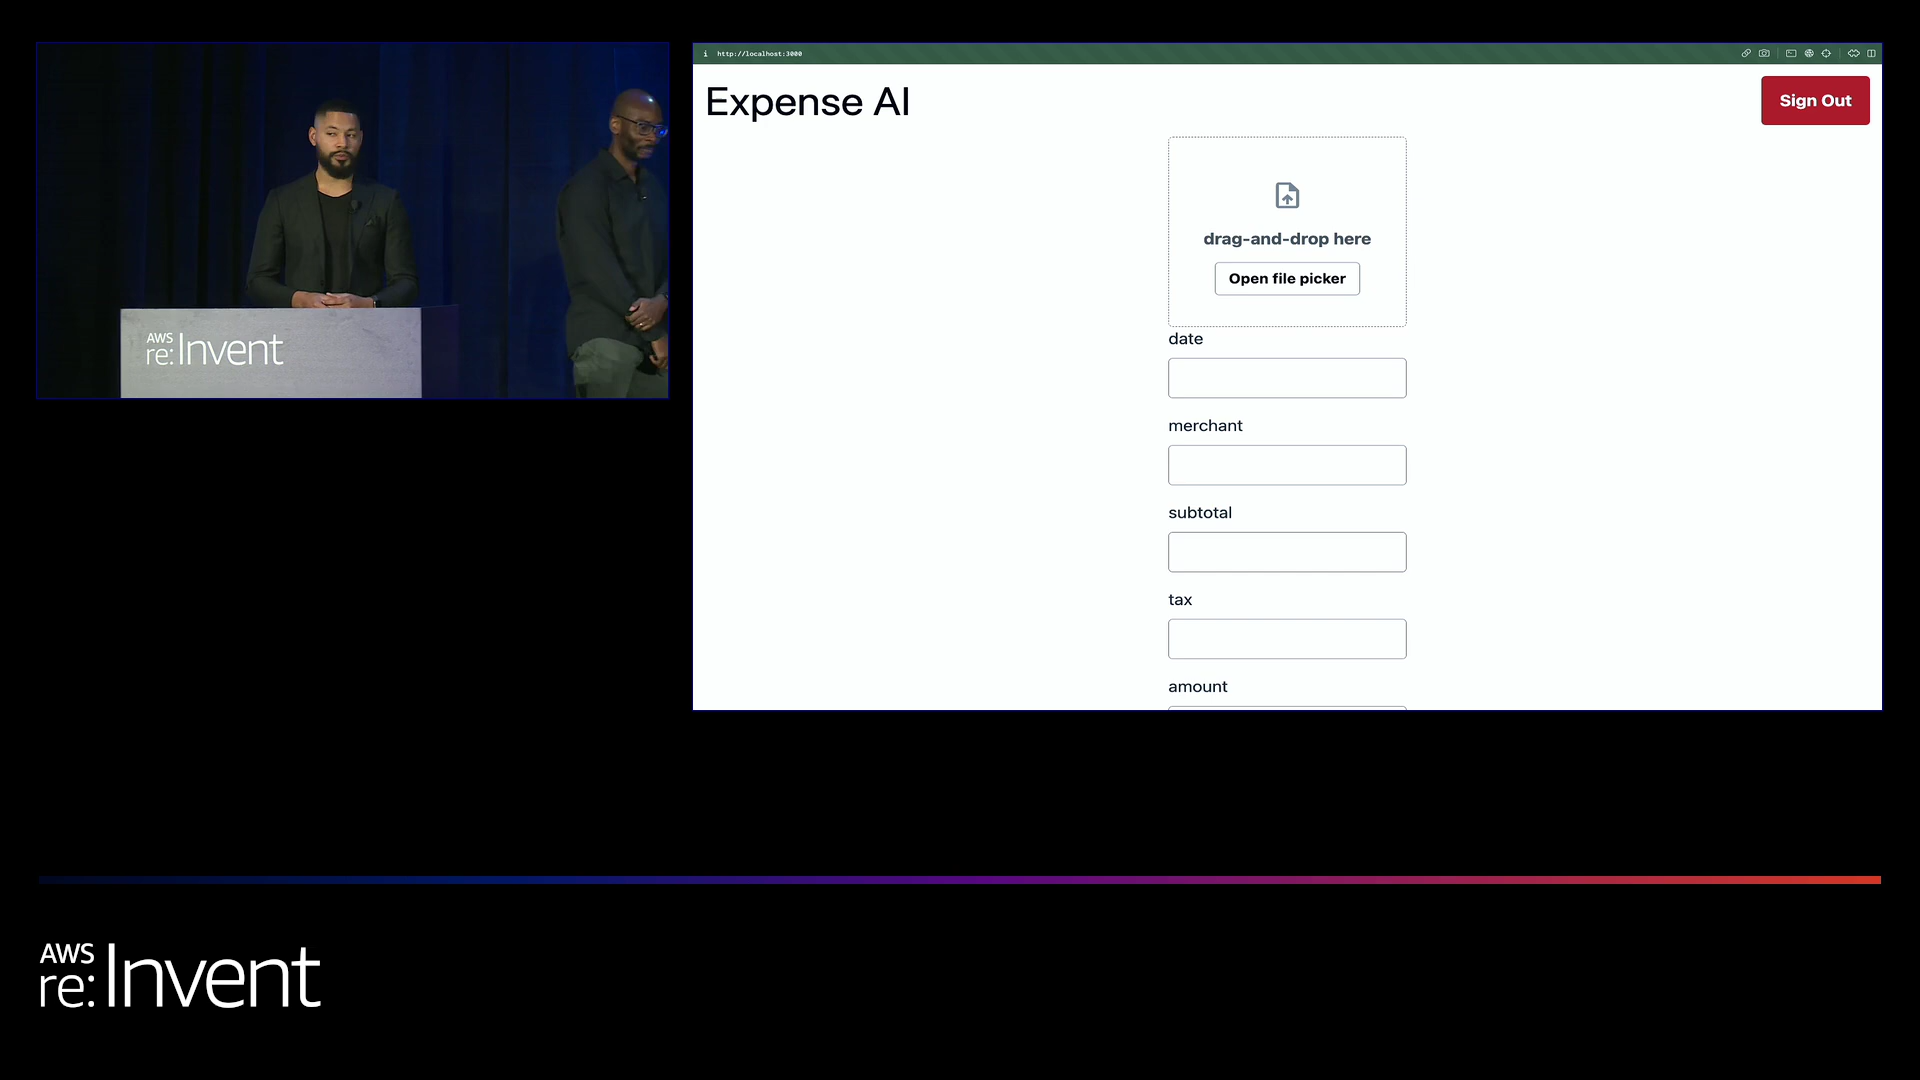 AWS
re:Invent
i http://localhost:3000
Expense AI
Sign Out
drag-and-drop here
Open file picker
date
merchant
subtotal
tax
amount
AWS
re:Invent